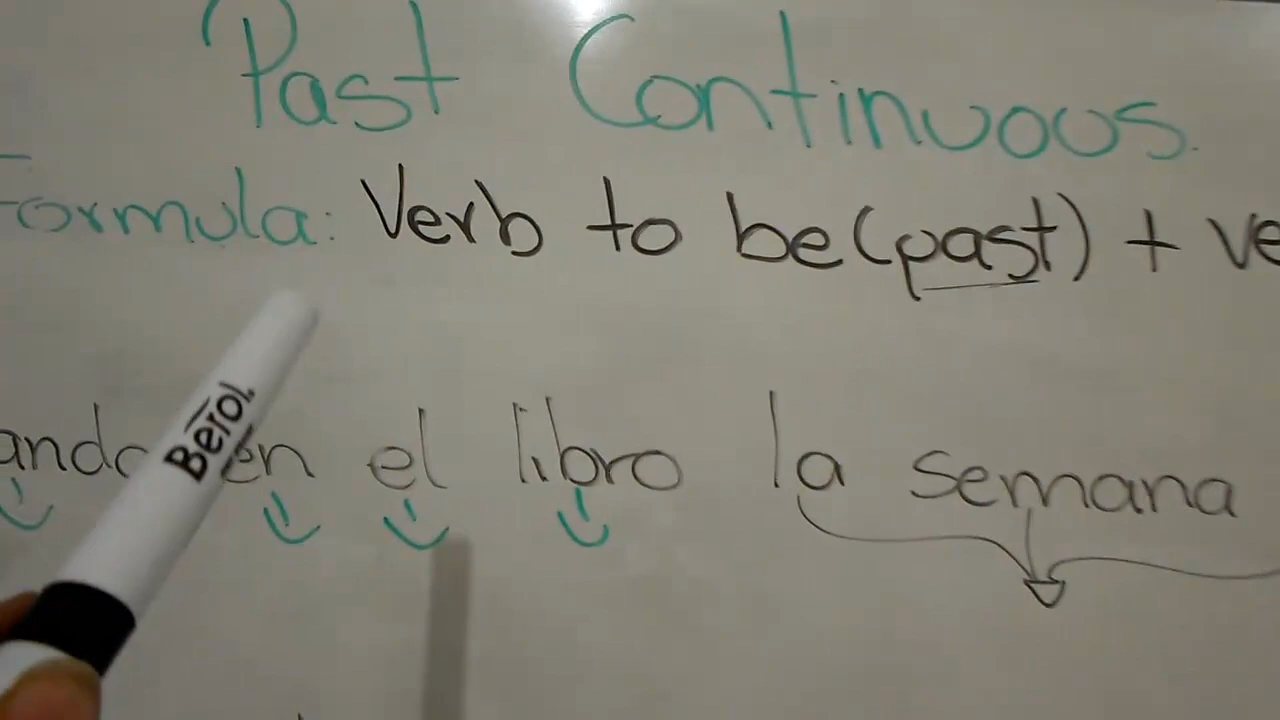 Past Continuous.
Formula: Verb to be (past) + ve
ando en el libro la semana
Berol